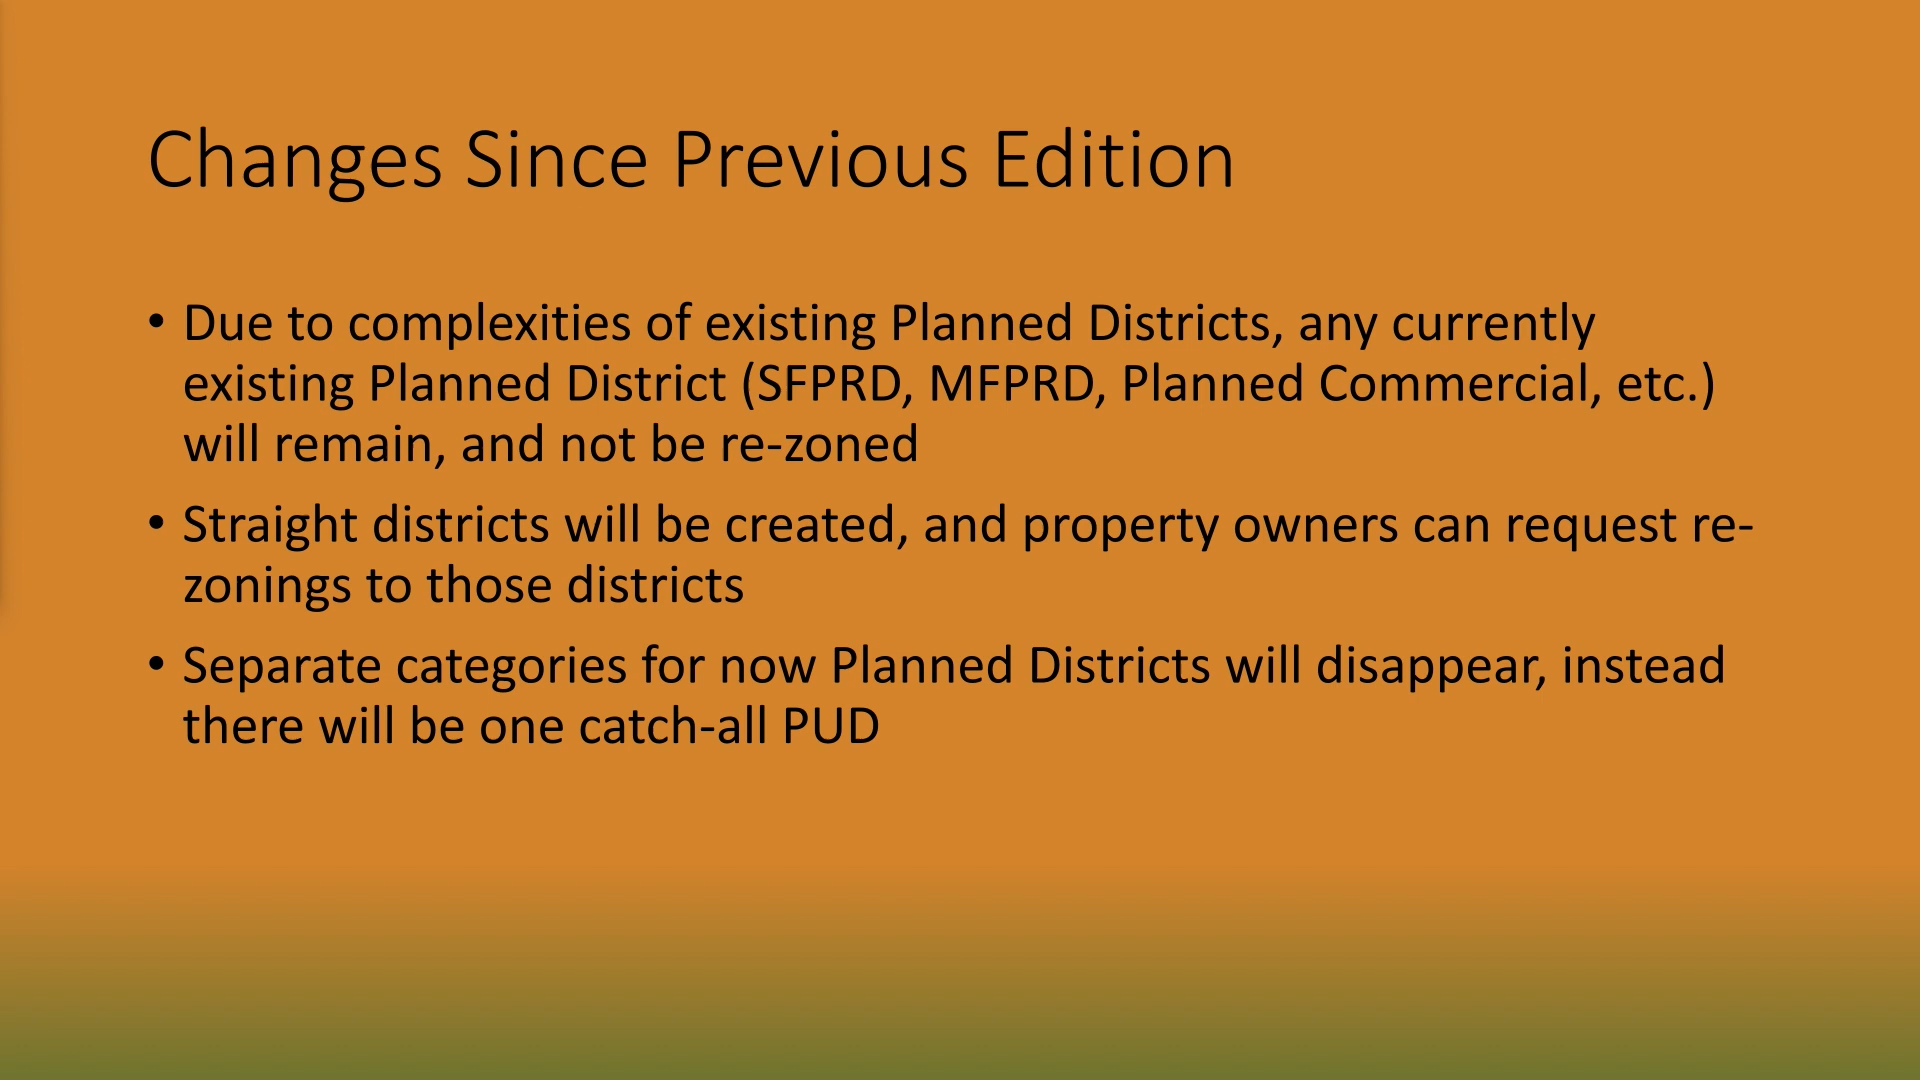 Changes Since Previous Edition
• Due to complexities of existing Planned Districts, any currently
existing Planned District (SFPRD, MFPRD, Planned Commercial, etc.)
will remain, and not be re-zoned
• Straight districts will be created, and property owners can request re-
zonings to those districts
• Separate categories for now Planned Districts will disappear, instead
there will be one catch-all PUD